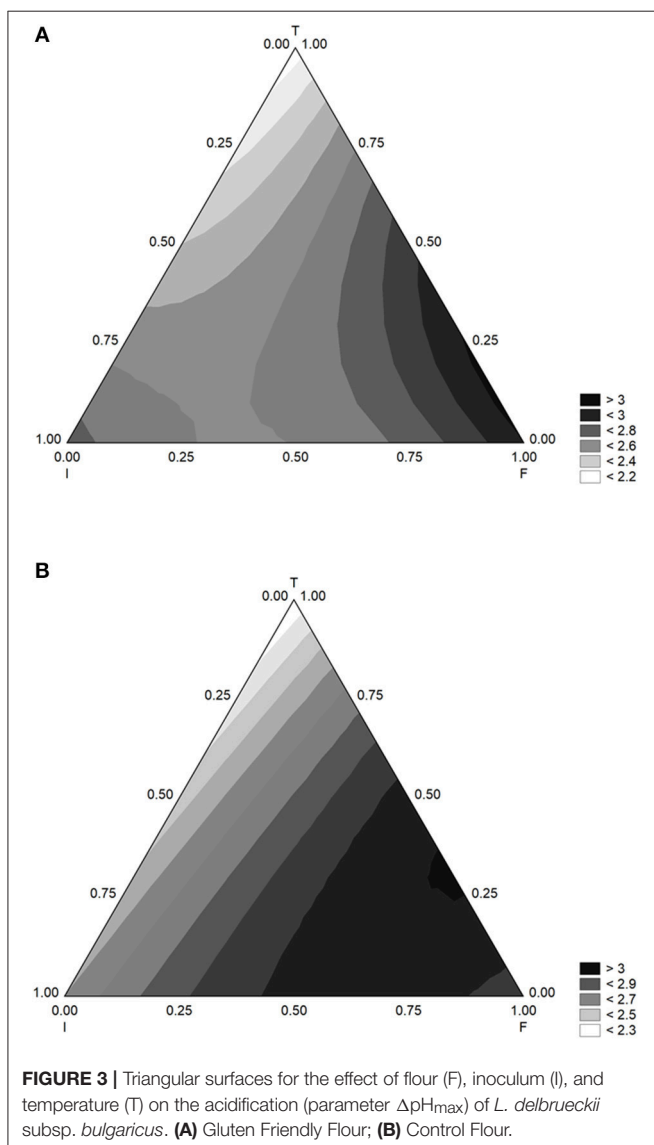 A
T
0.00 1.00
0.25 0.75
0.50 0.50
0.75 0.25
1.00 0.00
0.00 0.25 0.50 0.75 1.00
I F
> 3
< 3
< 2.8
< 2.6
< 2.4
< 2.2
B
T
0.00 1.00
0.25 0.75
0.50 0.50
0.75 0.25
1.00 0.00
0.00 0.25 0.50 0.75 1.00
I F
> 3
< 2.9
< 2.7
< 2.5
< 2.3
FIGURE 3 | Triangular surfaces for the effect of flour (F), inoculum (I), and
temperature (T) on the acidification (parameter ΔpHmax) of L. delbrueckii
subsp. bulgaricus. (A) Gluten Friendly Flour; (B) Control Flour.